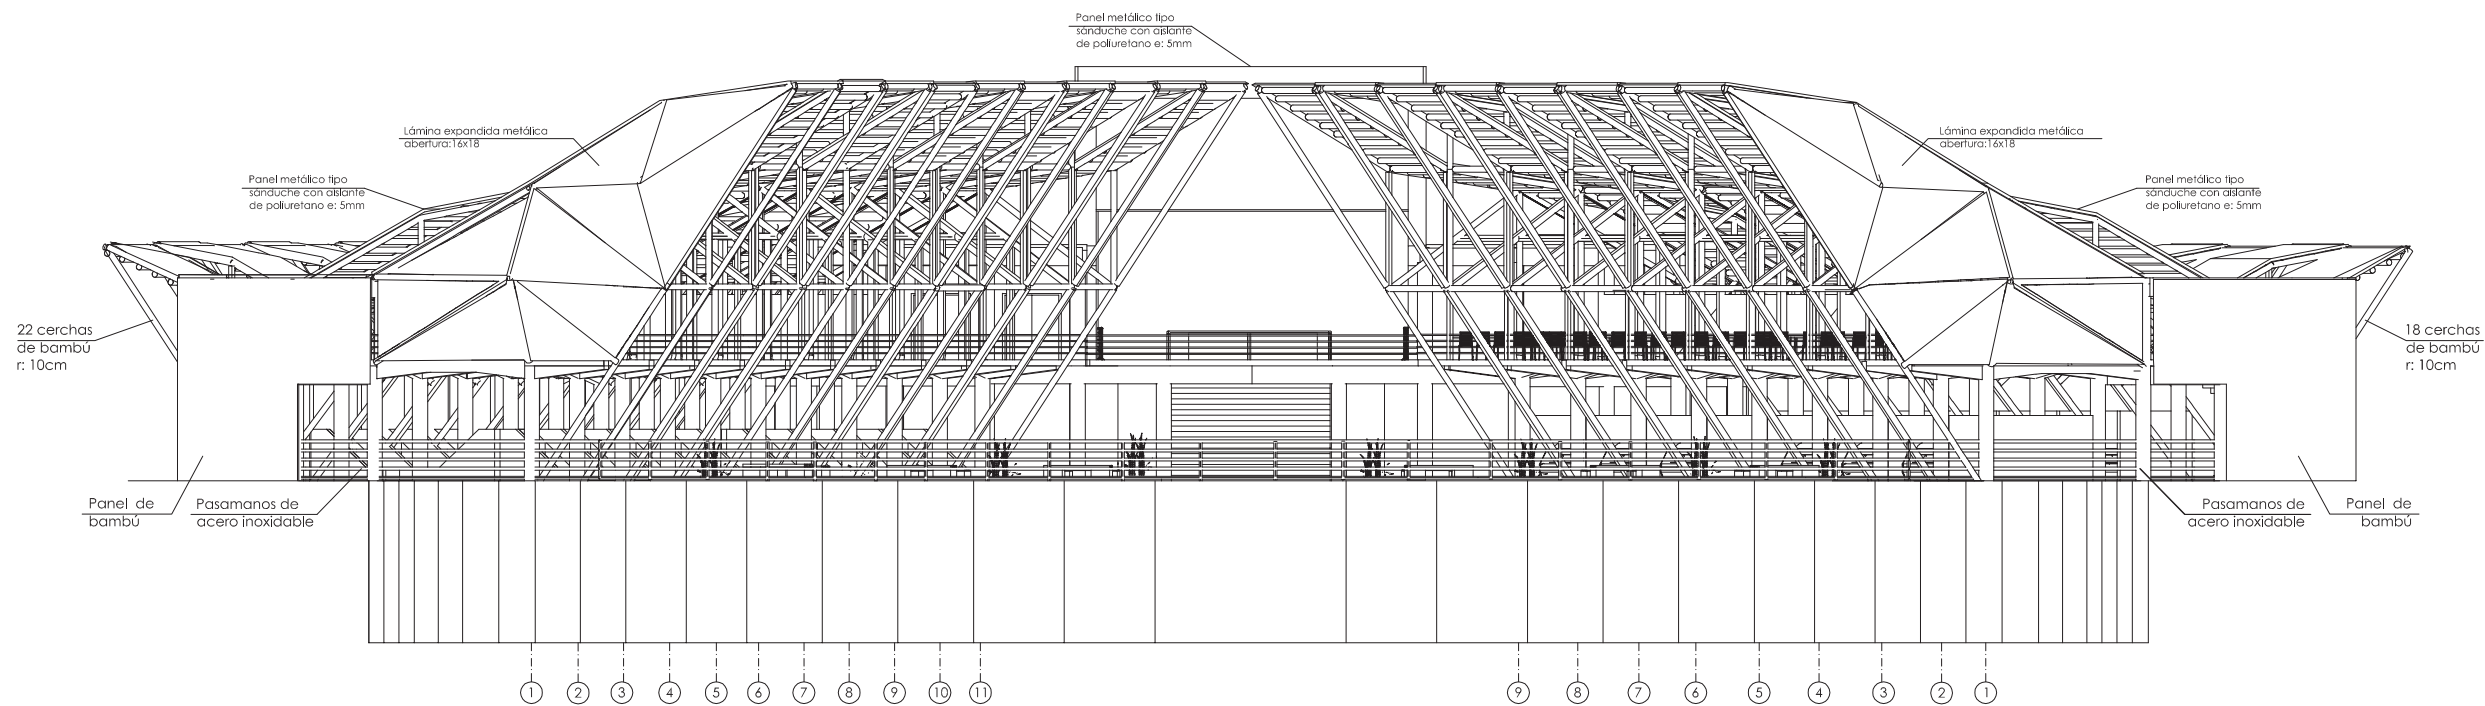 Panel metálico tipo
sánduche con aislante
de poliuretano e: 5mm
Lámina expandida metálica
abertura:16x18
Lámina expandida metálica
abertura:16x18
Panel metálico tipo
sánduche con aislante
de poliuretano e: 5mm
Panel metálico tipo
sánduche con aislante
de poliuretano e: 5mm
22 cerchas
de bambú
r: 10cm
18 cerchas
de bambú
r: 10cm
Panel de
bambú
Pasamanos de
acero inoxidable
Pasamanos de
acero inoxidable
Panel de
bambú
1 2 3 4 5 6 7 8 9 10 11 9 8 7 6 5 4 3 2 1